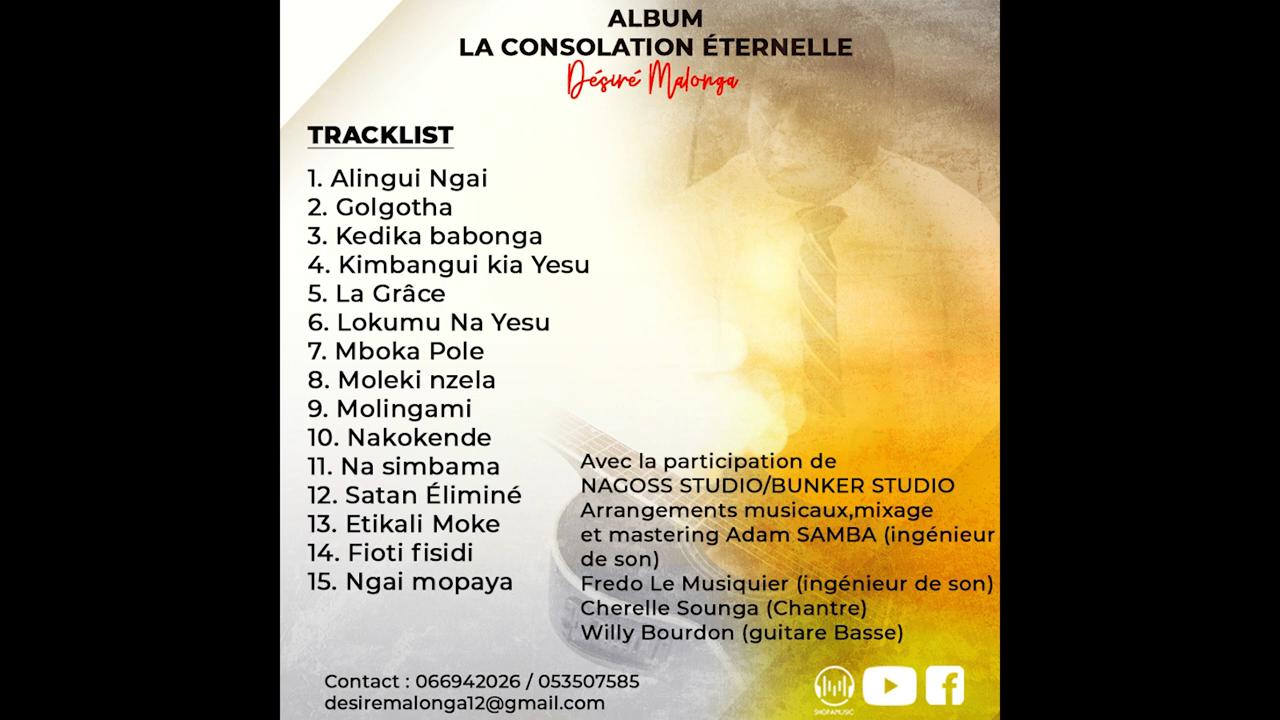 ALBUM
LA CONSOLATION ÉTERNELLE
Désiré Malonga
TRACKLIST
1. Alingui Ngai
2. Golgotha
3. Kedika babonga
4. Kimbangui kia Yesu
5. La Grâce
6. Lokumu Na Yesu
7. Mboka Pole
8. Moleki nzela
9. Molingami
10. Nakokende
11. Na simbama
12. Satan Éliminé
13. Etikali Moke
14. Fioti fisidi
15. Ngai mopaya
Avec la participation de
NAGOSS STUDIO/BUNKER STUDIO
Arrangements musicaux,mixage
et mastering Adam SAMBA (ingénieur
de son)
Fredo Le Musiquier (ingénieur de son)
Cherelle Sounga (Chantre)
Willy Bourdon (guitare Basse)
Contact : 066942026 / 053507585
desiremalonga12@gmail.com